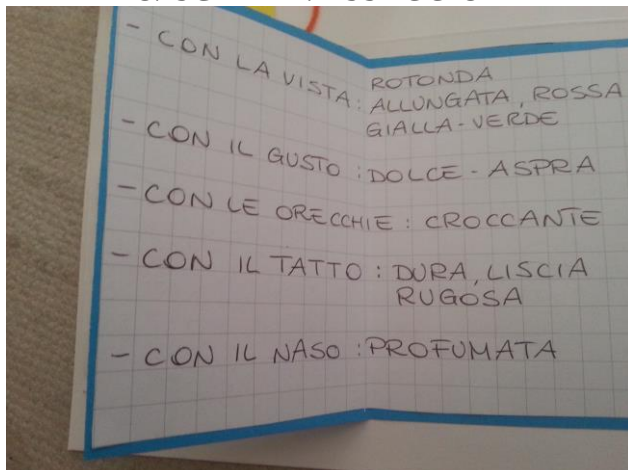 - CON LA VISTA: ROTONDA
ALLUNGATA, ROSSA
GIALLA-VERDE
- CON IL GUSTO: DOLCE - ASPRA
- CON LE ORECCHIE: CROCCANTE
- CON IL TATTO: DURA, LISCIA
RUGOSA
- CON IL NASO: PROFUMATA